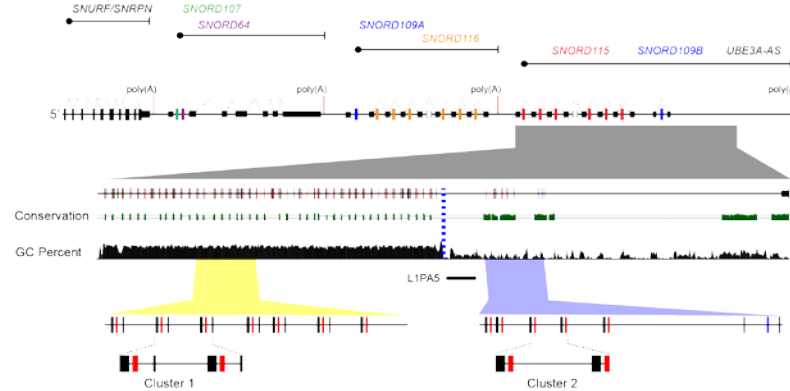 SNURF/SNRPN
SNORD107
SNORD64
SNORD109A
SNORD116
SNORD115
SNORD109B
UBE3A-AS
poly(A)
poly(A)
poly(A)
poly(
5'
Conservation
GC Percent
L1PA5
Cluster 1
Cluster 2